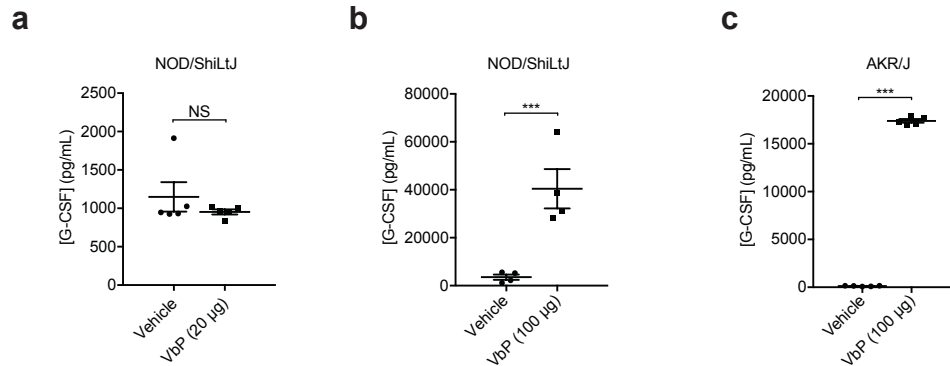 a
NOD/ShiLtJ
[G-CSF] (pg/mL)
2500
2000
1500
1000
500
0
NS
Vehicle
VbP (20 µg)
b
NOD/ShiLtJ
[G-CSF] (pg/mL)
80000
60000
40000
20000
0
***
Vehicle
VbP (100 µg)
c
AKR/J
[G-CSF] (pg/mL)
20000
15000
10000
5000
0
***
Vehicle
VbP (100 µg)